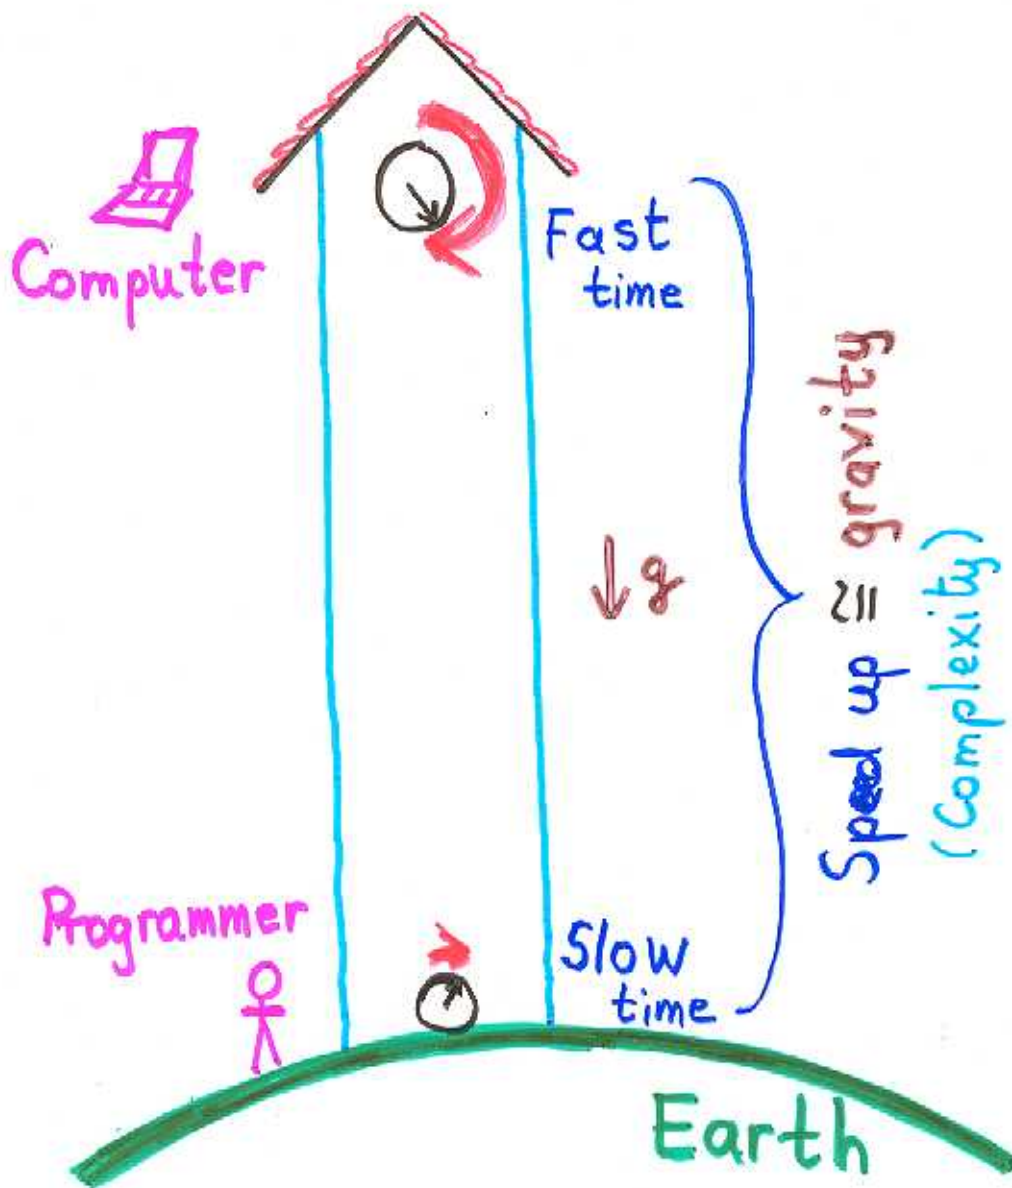 Computer
Fast
time
g
Speed up ≅ gravity
(Complexity)
Programmer
Slow
time
Earth